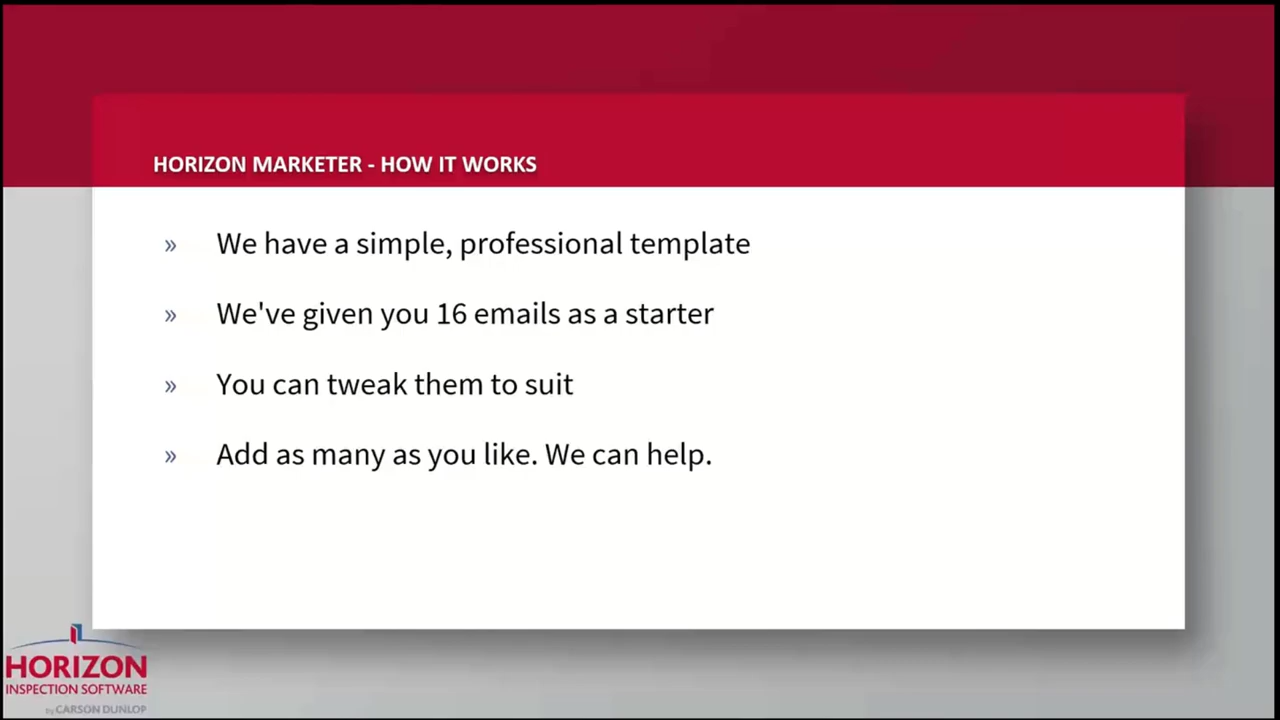 HORIZON MARKETER - HOW IT WORKS
» We have a simple, professional template
» We've given you 16 emails as a starter
» You can tweak them to suit
» Add as many as you like. We can help.
HORIZON
INSPECTION SOFTWARE
by CARSON DUNLOP